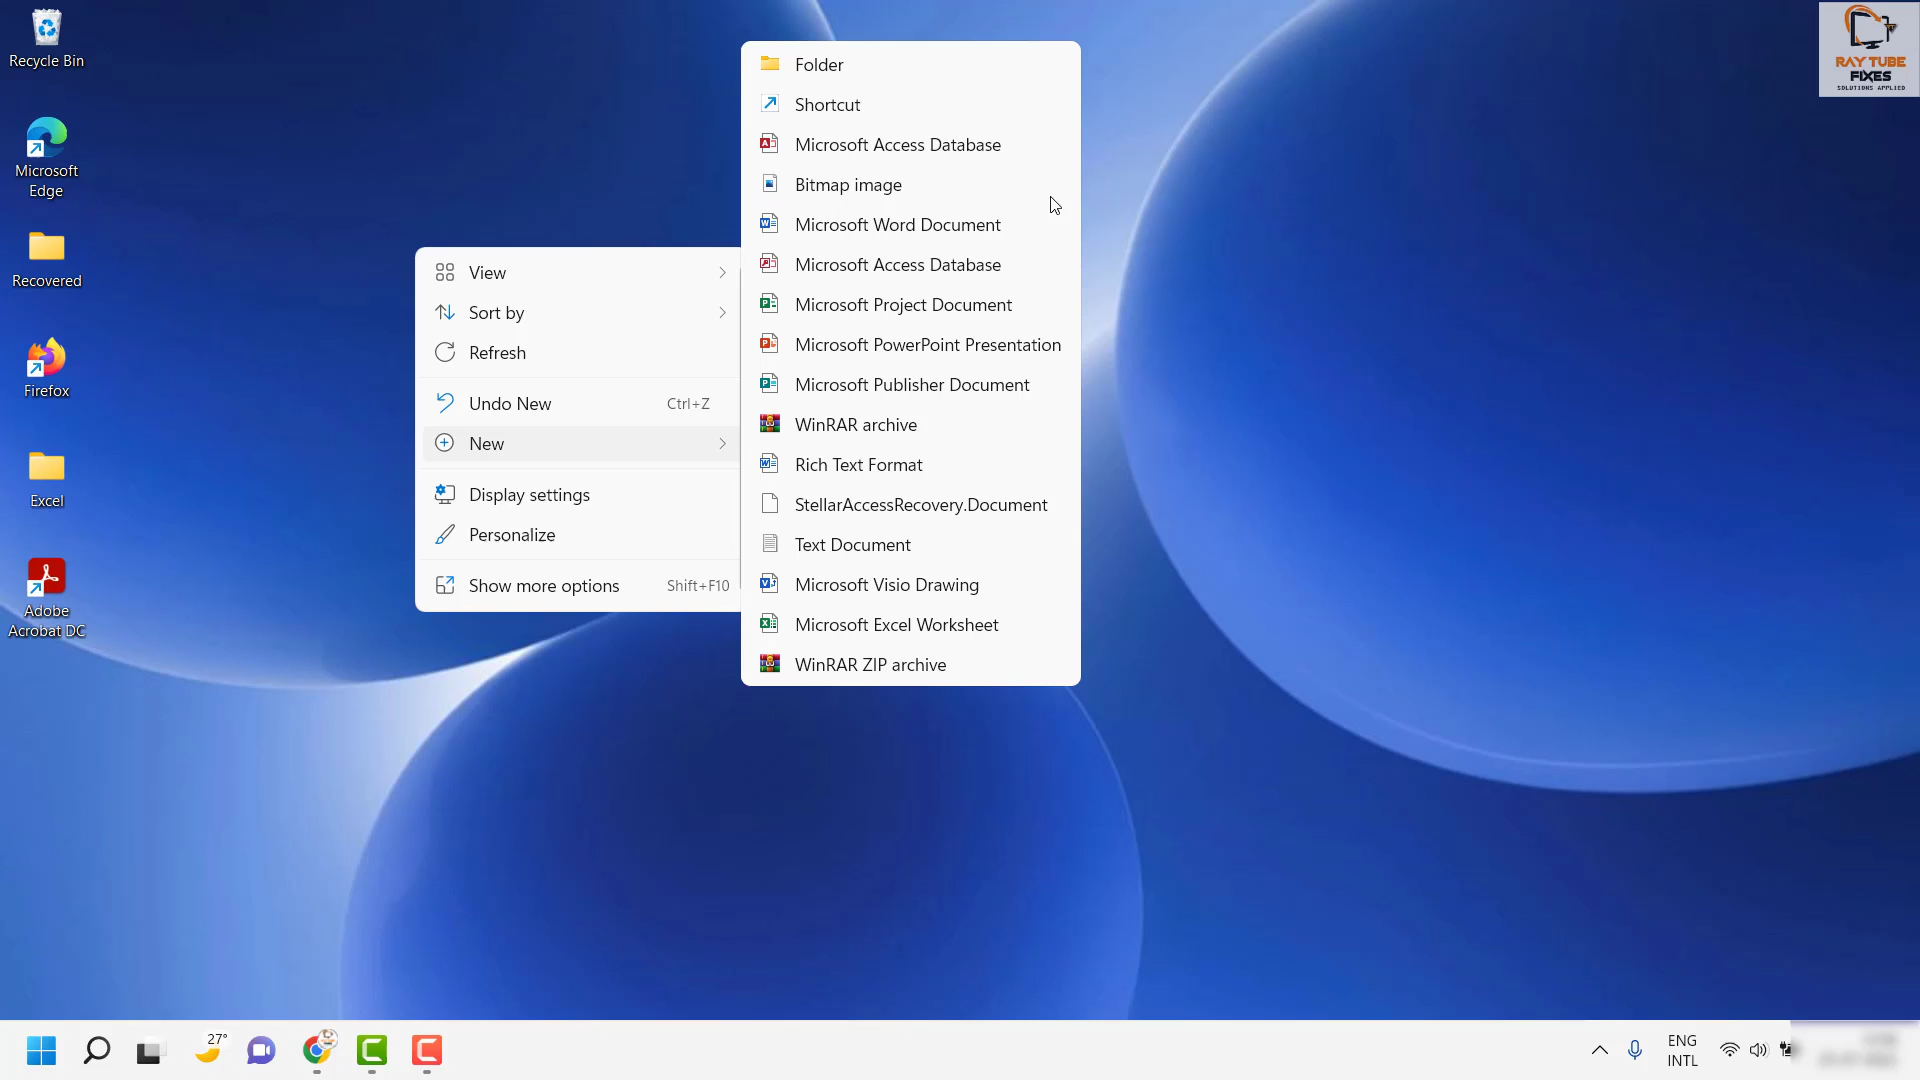 Recycle Bin
Microsoft
Edge
Recovered
Firefox
Excel
Adobe
Acrobat DC
View
Sort by
Refresh
Undo New Ctrl+Z
New
Display settings
Personalize
Show more options Shift+F10
Folder
Shortcut
Microsoft Access Database
Bitmap image
Microsoft Word Document
Microsoft Access Database
Microsoft Project Document
Microsoft PowerPoint Presentation
Microsoft Publisher Document
WinRAR archive
Rich Text Format
StellarAccessRecovery.Document
Text Document
Microsoft Visio Drawing
Microsoft Excel Worksheet
WinRAR ZIP archive
RAY TUBE
FIXES
SOLUTIONS APPLIED
27°
ENG
INTL